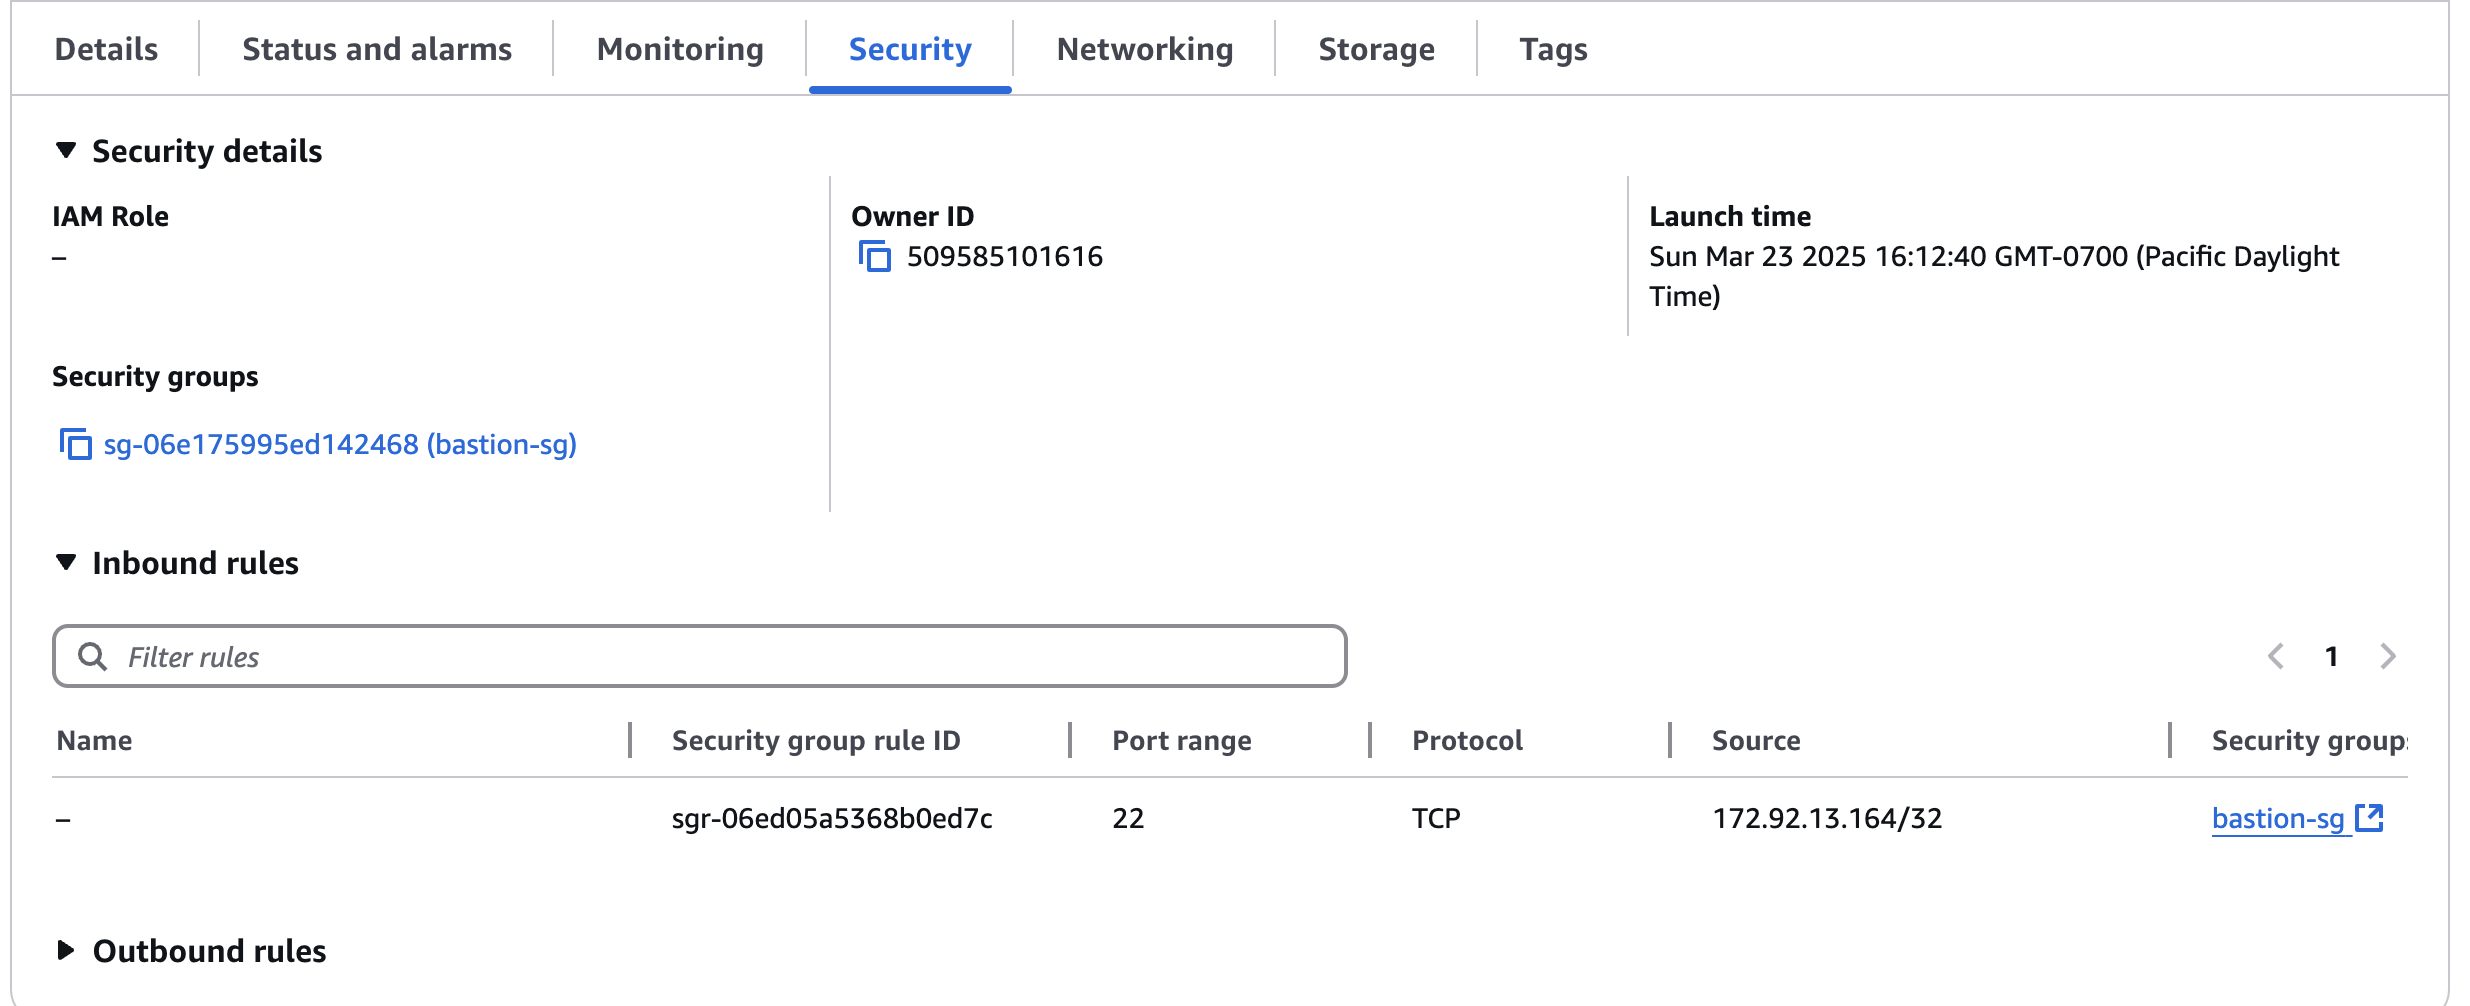 Details Status and alarms Monitoring Security Networking Storage Tags
Security details
IAM Role
–
Owner ID
509585101616
Launch time
Sun Mar 23 2025 16:12:40 GMT-0700 (Pacific Daylight
Time)
Security groups
sg-06e175995ed142468 (bastion-sg)
Inbound rules
Filter rules
1
Name Security group rule ID Port range Protocol Source Security groups
– sgr-06ed05a5368b0ed7c 22 TCP 172.92.13.164/32 bastion-sg
Outbound rules